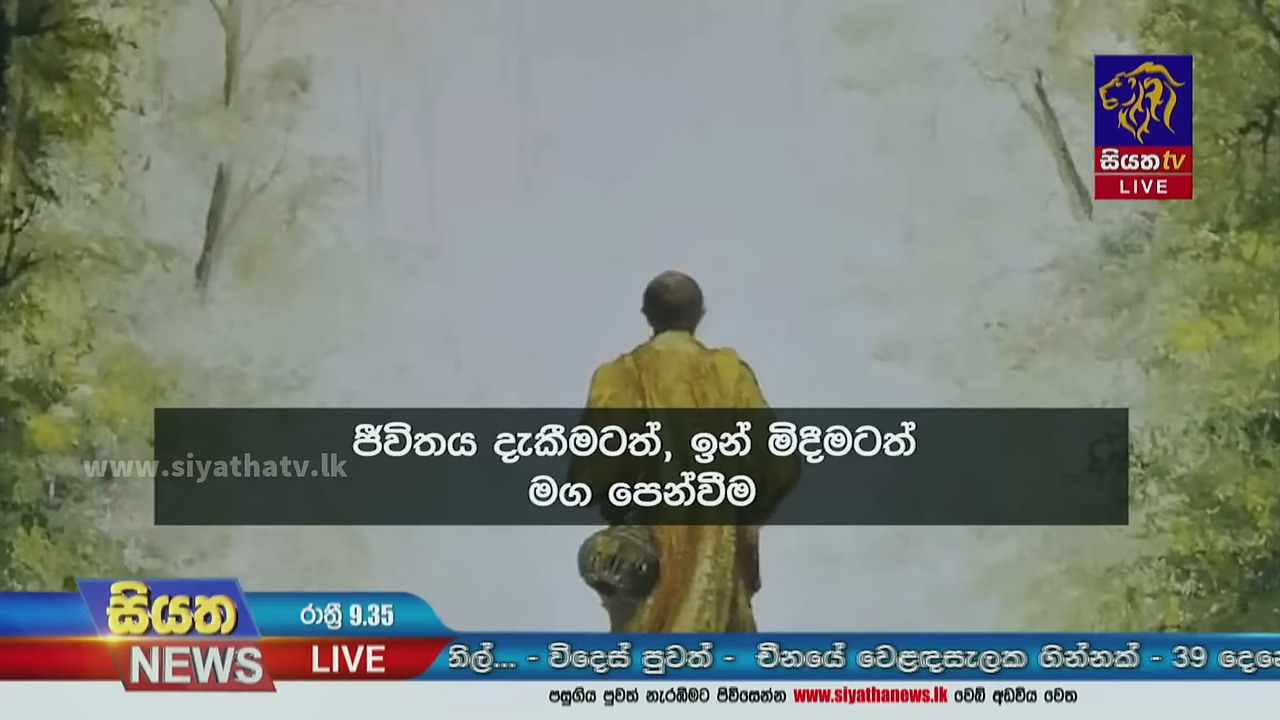 සියත tv
LIVE
ජීවිතය දැකීමටත්, ඉන් මිදීමටත්
මග පෙන්වීම
www.siyathatv.lk
සියත
NEWS
රාත්‍රී 9.35
LIVE
නිල්... - විදෙස් පුවත් - චීනයේ වෙළඳසැලක ගින්නක් - 39 දෙනෙ
පසුගිය පුවත් නැරඹීමට පිවිසෙන්න www.siyathanews.lk වෙබ් අඩවිය වෙත